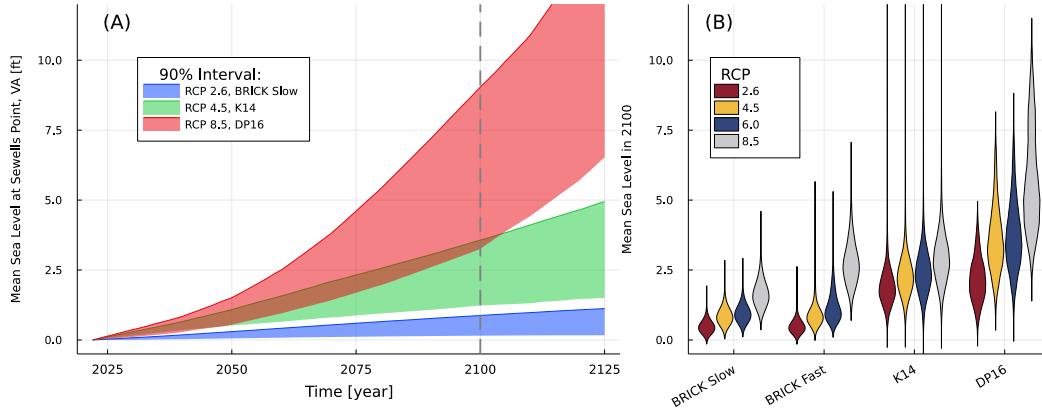 (A)
Mean Sea Level at Sewells Point, VA [ft]
10.0
7.5
5.0
2.5
0.0
90% Interval:
RCP 2.6, BRICK Slow
RCP 4.5, K14
RCP 8.5, DP16
2025
2050
2075
2100
2125
Time [year]
(B)
Mean Sea Level in 2100
10.0
7.5
5.0
2.5
0.0
RCP
2.6
4.5
6.0
8.5
BRICK Slow
BRICK Fast
K14
DP16